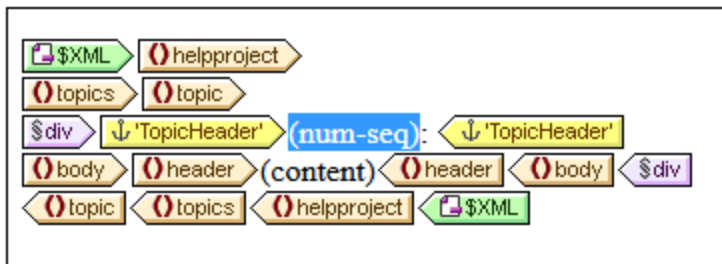 $XML ()helpproject
()topics ()topic
§div 'TopicHeader' (num-seq): 'TopicHeader'
()body ()header (content) ()header ()body §div
()topic ()topics ()helpproject $XML